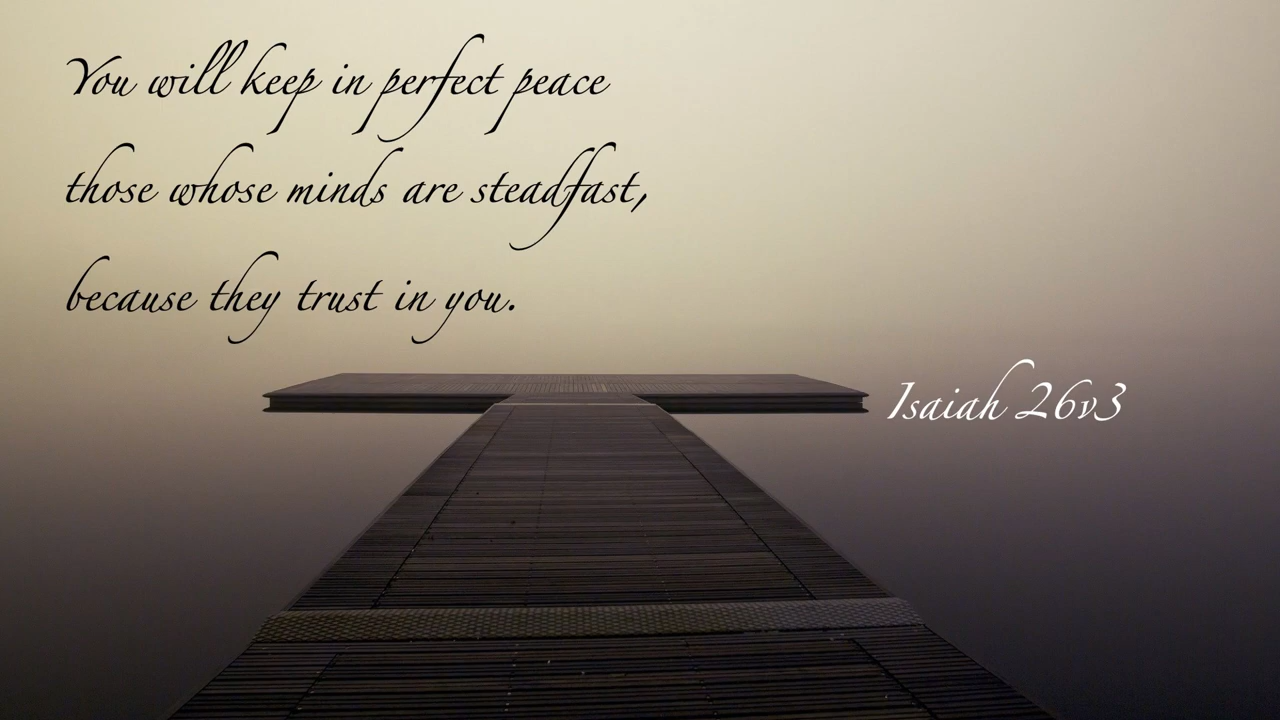 You will keep in perfect peace
those whose minds are steadfast,
because they trust in you.
Isaiah 26v3